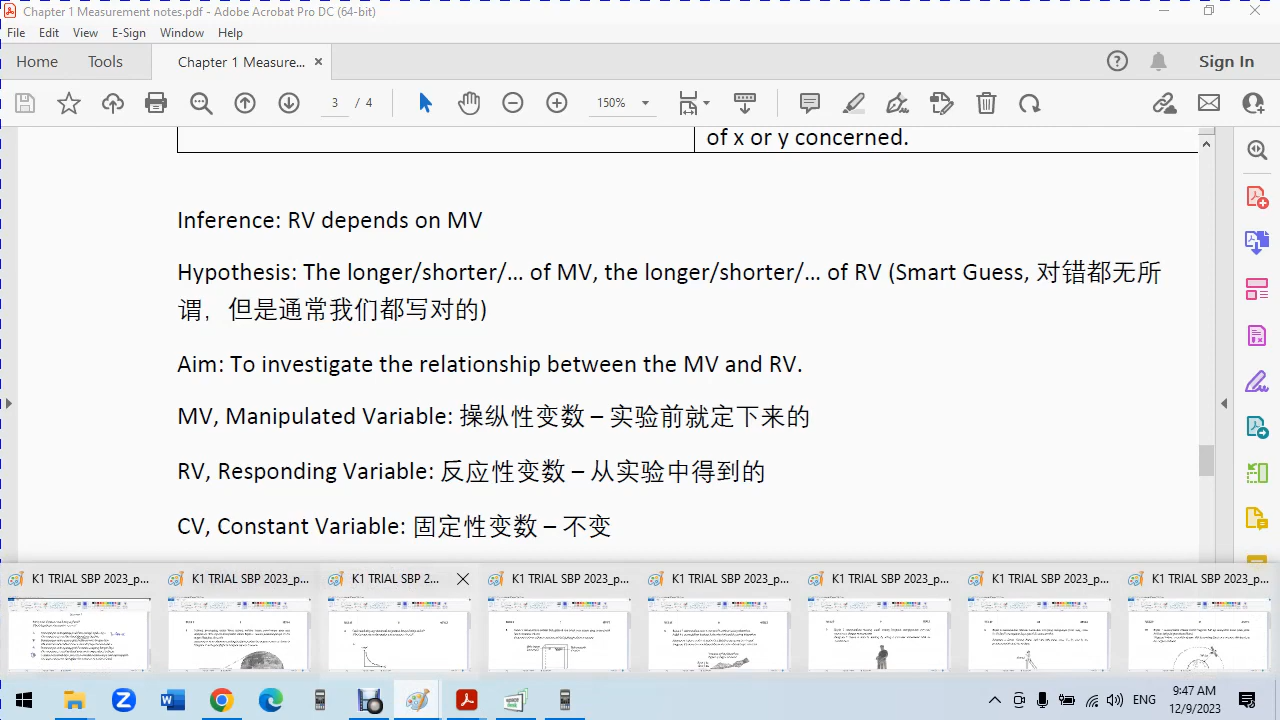 Chapter 1 Measurement notes.pdf - Adobe Acrobat Pro DC (64-bit)
File Edit View E-Sign Window Help
Home Tools Chapter 1 Measure... × Sign In
3 / 4 150%
of x or y concerned.
Inference: RV depends on MV
Hypothesis: The longer/shorter/... of MV, the longer/shorter/... of RV (Smart Guess, 对错都无所
谓，但是通常我们都写对的)
Aim: To investigate the relationship between the MV and RV.
MV, Manipulated Variable: 操纵性变数 – 实验前就定下来的
RV, Responding Variable: 反应性变数 – 从实验中得到的
CV, Constant Variable: 固定性变数 – 不变
K1 TRIAL SBP 2023_p... K1 TRIAL SBP 2023_p... K1 TRIAL SBP 2... K1 TRIAL SBP 2023_p... K1 TRIAL SBP 2023_p... K1 TRIAL SBP 2023_p... K1 TRIAL SBP 2023_p... K1 TRIAL SBP 2023_p...
ENG
9:47 AM
12/9/2023